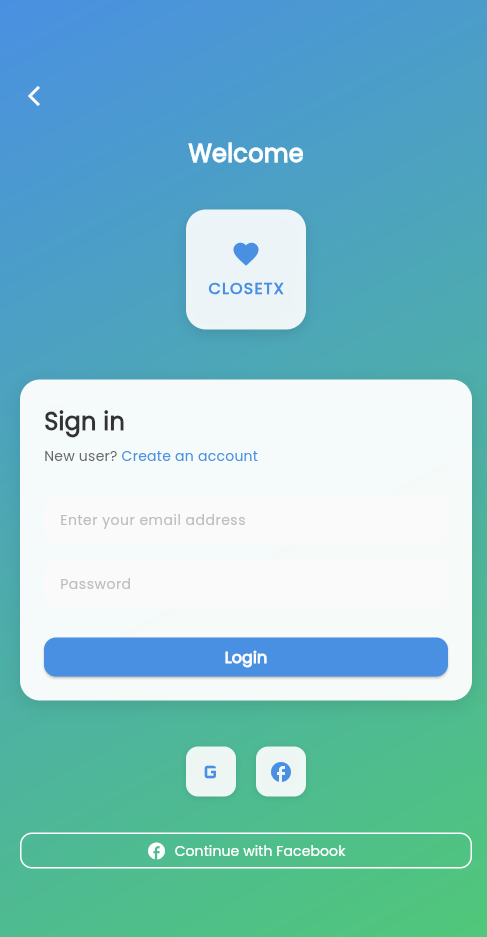 Welcome
CLOSETX
Sign in
New user? Create an account
Enter your email address
Password
Login
G
Continue with Facebook